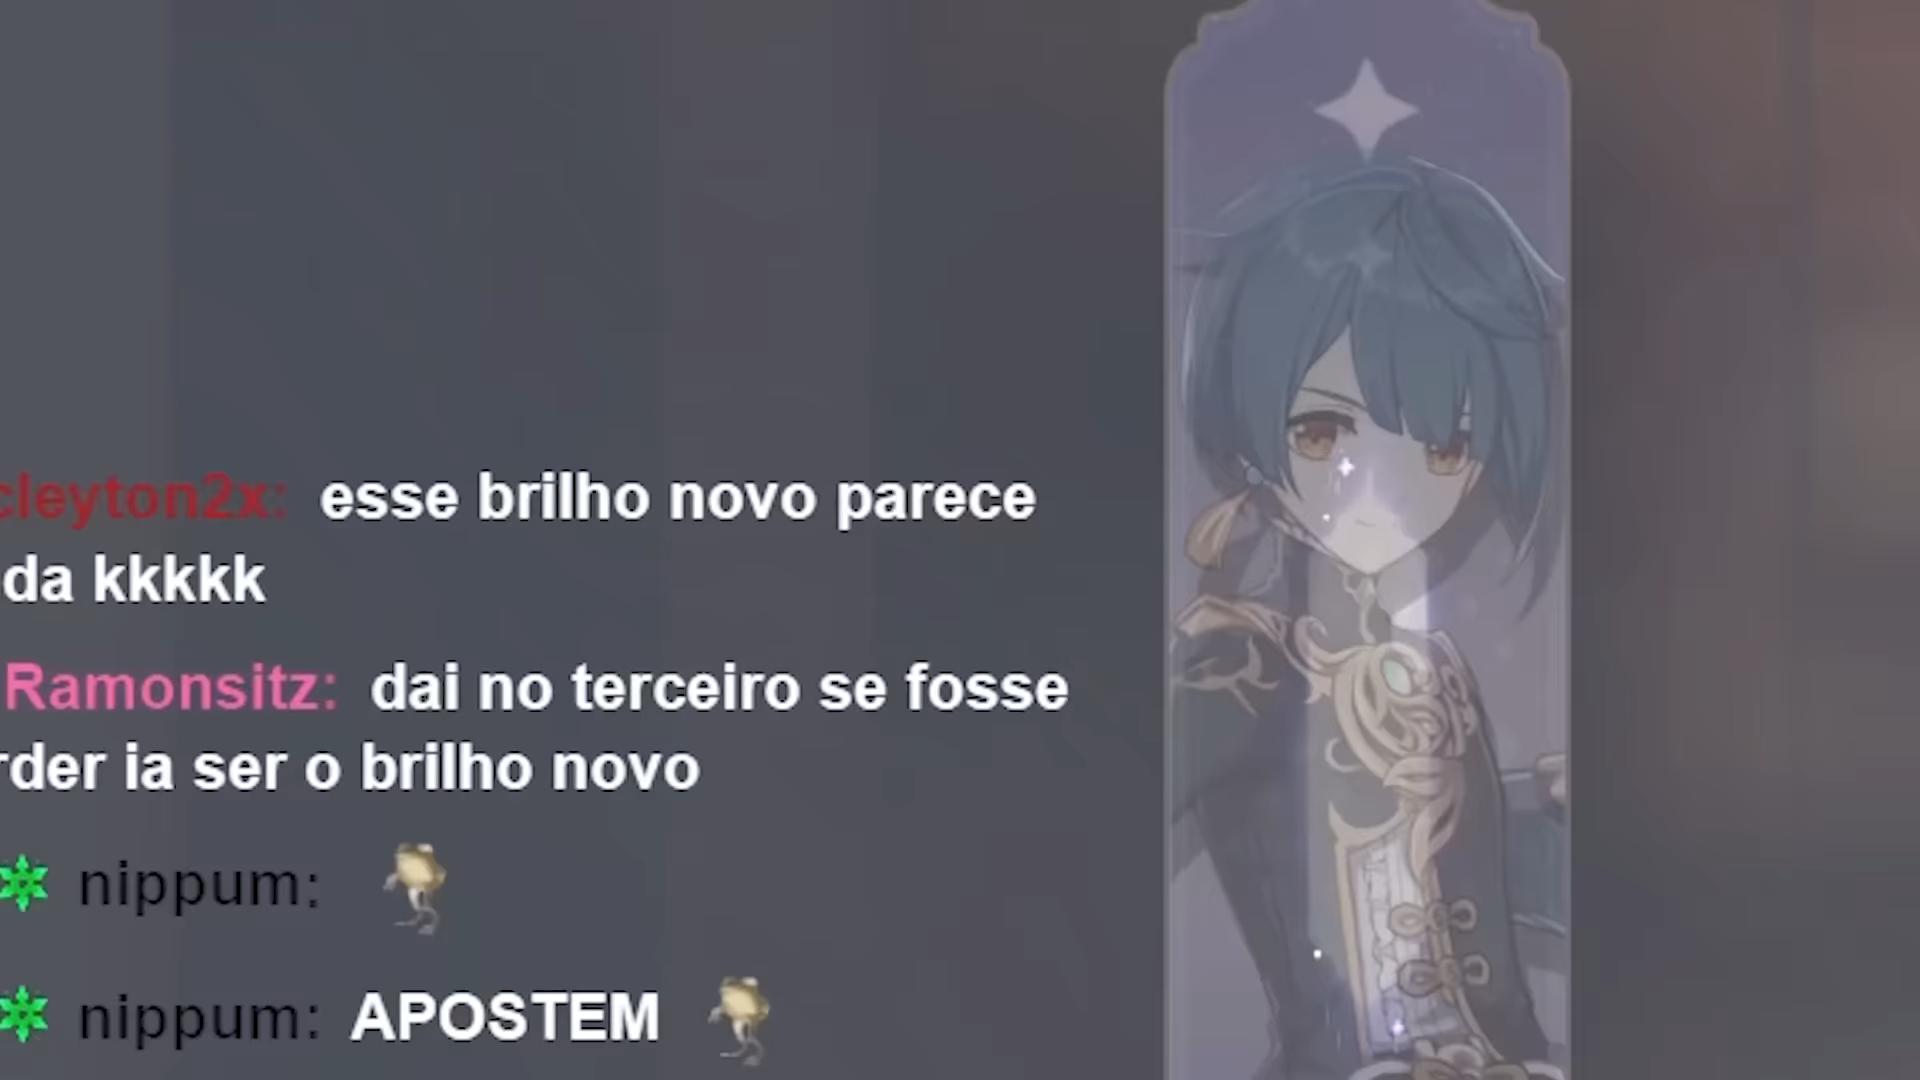 cleyton2x: esse brilho novo parece
da kkkkk
Ramonsitz: dai no terceiro se fosse
rder ia ser o brilho novo
nippum:
nippum: APOSTEM